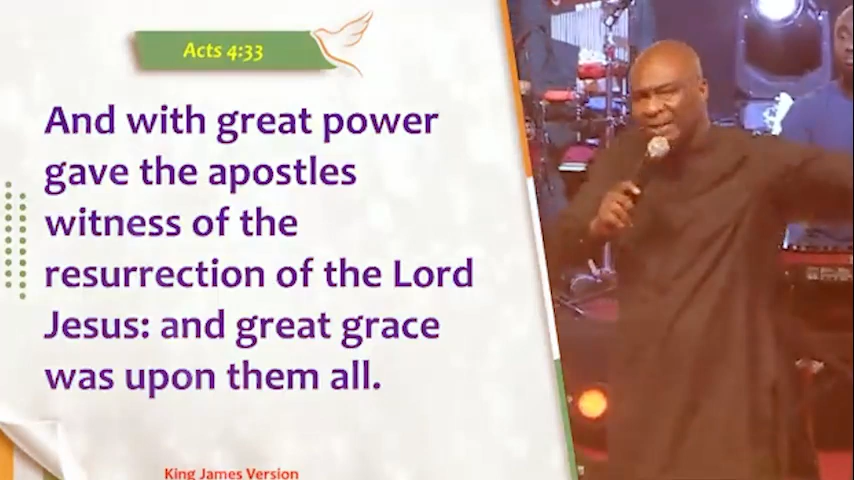 Acts 4:33
And with great power
gave the apostles
witness of the
resurrection of the Lord
Jesus: and great grace
was upon them all.
King James Version